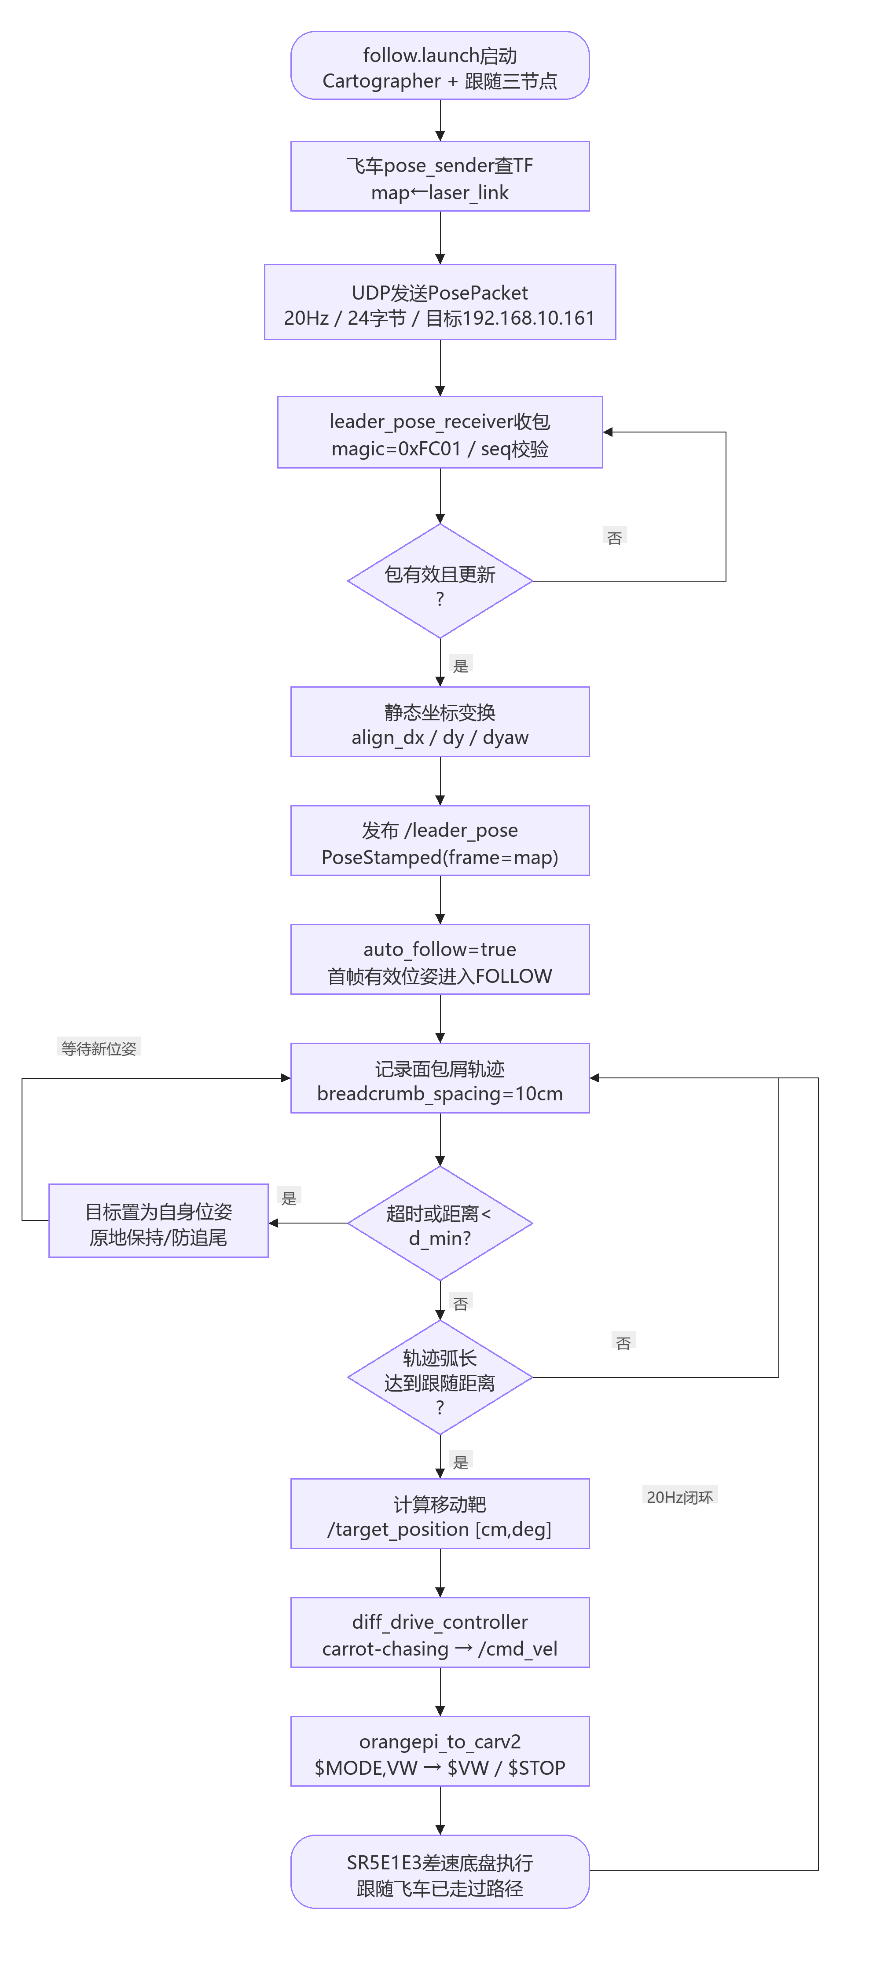 follow.launch启动
Cartographer + 跟随三节点
飞车pose_sender查TF
map←laser_link
UDP发送PosePacket
20Hz / 24字节 / 目标192.168.10.161
leader_pose_receiver收包
magic=0xFC01 / seq校验
否
包有效且更新
?
是
静态坐标变换
align_dx / dy / dyaw
发布 /leader_pose
PoseStamped(frame=map)
auto_follow=true
首帧有效位姿进入FOLLOW
等待新位姿
记录面包屑轨迹
breadcrumb_spacing=10cm
目标置为自身位姿
原地保持/防追尾
是
超时或距离<
d_min?
否
轨迹弧长
达到跟随距离
?
否
是
计算移动靶
/target_position [cm,deg]
20Hz闭环
diff_drive_controller
carrot-chasing → /cmd_vel
orangepi_to_carv2
$MODE,VW → $VW / $STOP
SR5E1E3差速底盘执行
跟随飞车已走过路径